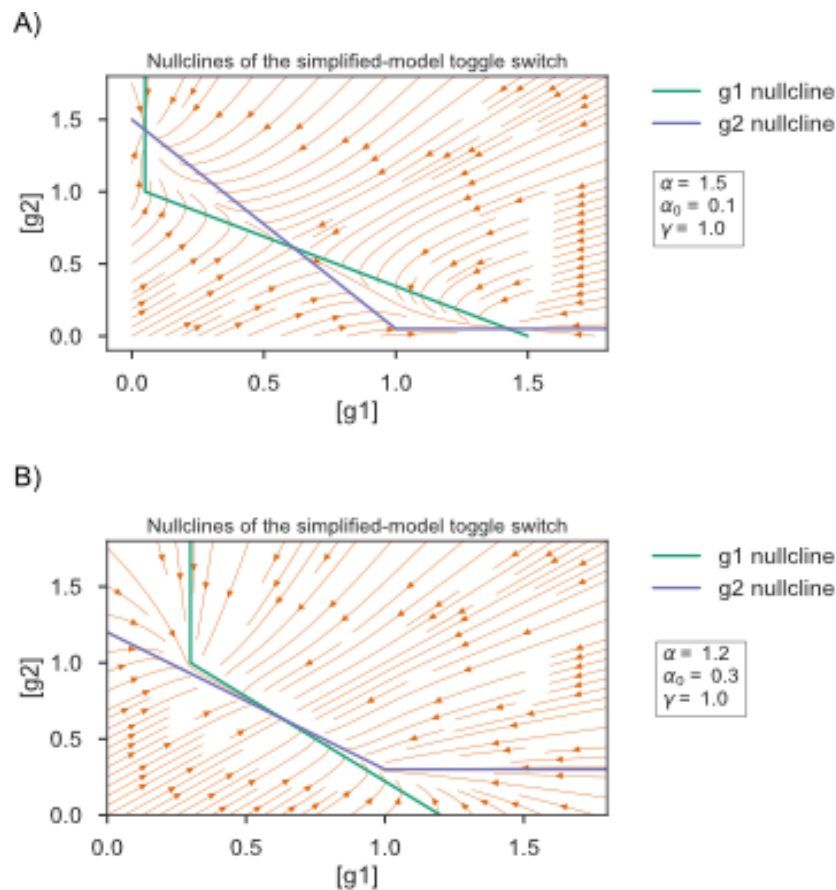 A)
Nullclines of the simplified-model toggle switch
g1 nullcline
g2 nullcline
α = 1.5
α₀ = 0.1
γ = 1.0
[g2]
1.5
1.0
0.5
0.0
0.0 0.5 1.0 1.5
[g1]
B)
Nullclines of the simplified-model toggle switch
g1 nullcline
g2 nullcline
α = 1.2
α₀ = 0.3
γ = 1.0
[g2]
1.5
1.0
0.5
0.0
0.0 0.5 1.0 1.5
[g1]